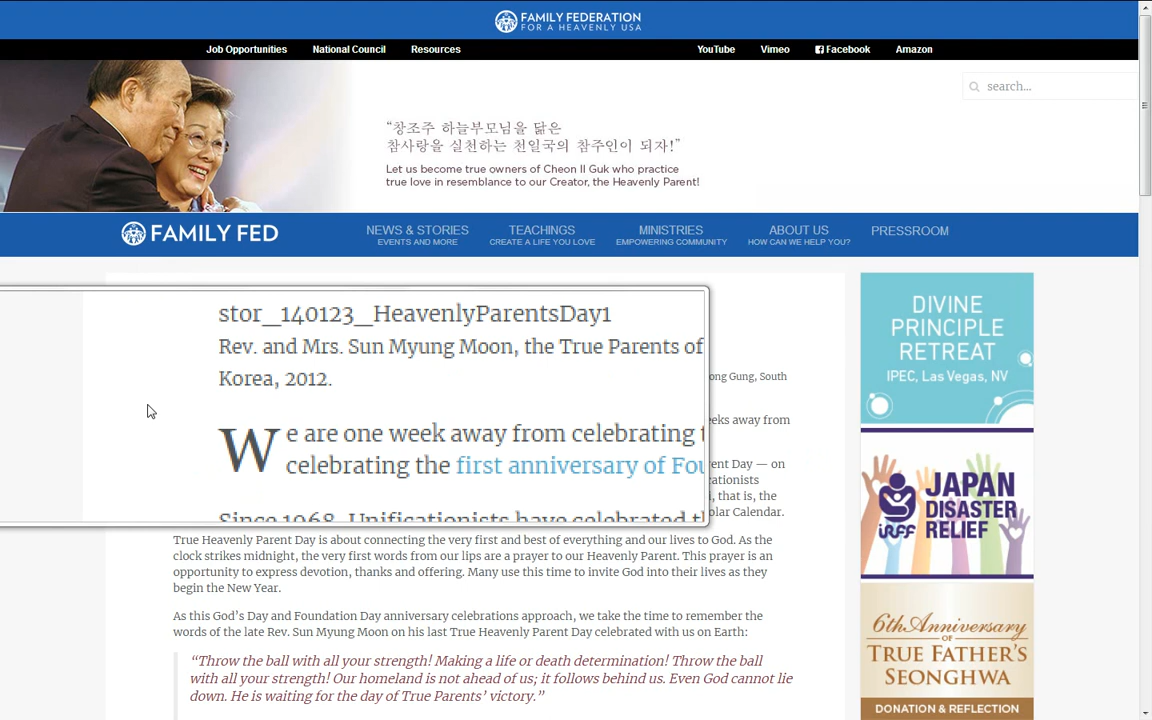 FAMILY FEDERATION
FOR A HEAVENLY USA
Job Opportunities National Council Resources YouTube Vimeo Facebook Amazon
search...
“창조주 하늘부모님을 닮은
참사랑을 실천하는 천일국의 참주인이 되자!”
Let us become true owners of Cheon Il Guk who practice
true love in resemblance to our Creator, the Heavenly Parent!
FAMILY FED
NEWS & STORIES
EVENTS AND MORE
TEACHINGS
CREATE A LIFE YOU LOVE
MINISTRIES
EMPOWERING COMMUNITY
ABOUT US
HOW CAN WE HELP YOU?
PRESSROOM
stor_140123_HeavenlyParentsDay1
Rev. and Mrs. Sun Myung Moon, the True Parents of
Korea, 2012.
We are one week away from celebrating
celebrating the first anniversary of Fou
Since 1968, Unificationists have celebrated
Gung, South
away from
Day — on
that is, the
Calendar.
True Heavenly Parent Day is about connecting the very first and best of everything and our lives to God. As the
clock strikes midnight, the very first words from our lips are a prayer to our Heavenly Parent. This prayer is an
opportunity to express devotion, thanks and offering. Many use this time to invite God into their lives as they
begin the New Year.
As this God’s Day and Foundation Day anniversary celebrations approach, we take the time to remember the
words of the late Rev. Sun Myung Moon on his last True Heavenly Parent Day celebrated with us on Earth:
“Throw the ball with all your strength! Making a life or death determination! Throw the ball
with all your strength! Our homeland is not ahead of us; it follows behind us. Even God cannot lie
down. He is waiting for the day of True Parents’ victory.”
DIVINE
PRINCIPLE
RETREAT
IPEC, Las Vegas, NV
JAPAN
DISASTER
RELIEF
IRFF
6th Anniversary
OF
TRUE FATHER’S
SEONGHWA
DONATION & REFLECTION